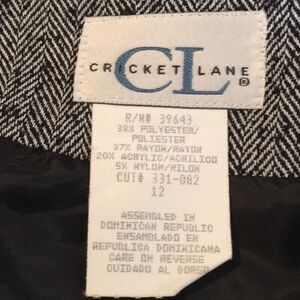 CL
CRICKET LANE ®
R/N# 39643
38% POLYESTER/
POLIESTER
37% RAYON/RAYON
20% ACRYLIC/ACRILICO
5% NYLON/NILON
CUT# 331-082
12
ASSEMBLED IN
DOMINICAN REPUBLIC
ENSAMBLADO EN
REPUBLICA DOMINICANA
CARE ON REVERSE
CUIDADO AL DORSO